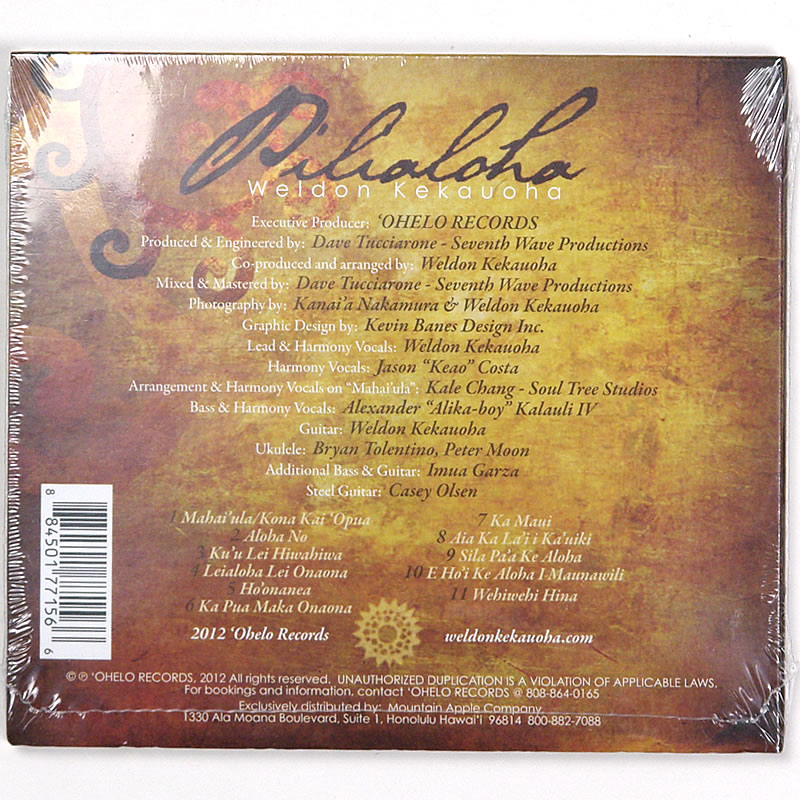 Pilialoha
Weldon Kekauoha
Executive Producer: ‘OHELO RECORDS
Produced & Engineered by: Dave Tucciarone - Seventh Wave Productions
Co-produced and arranged by: Weldon Kekauoha
Mixed & Mastered by: Dave Tucciarone - Seventh Wave Productions
Photography by: Kanai’a Nakamura & Weldon Kekauoha
Graphic Design by: Kevin Banes Design Inc.
Lead & Harmony Vocals: Weldon Kekauoha
Harmony Vocals: Jason “Keao” Costa
Arrangement & Harmony Vocals on “Mahai‘ula”: Kale Chang - Soul Tree Studios
Bass & Harmony Vocals: Alexander “Alika-boy” Kalauli IV
Guitar: Weldon Kekauoha
Ukulele: Bryan Tolentino, Peter Moon
Additional Bass & Guitar: Imua Garza
Steel Guitar: Casey Olsen
1 Mahai‘ula/Kona Kai ‘Opua
2 Aloha No
3 Ku‘u Lei Hiwahiwa
4 Leialoha Lei Onaona
5 Ho‘onanea
6 Ka Pua Maka Onaona
7 Ka Maui
8 Aia Ka La‘i i Ka‘uiki
9 Sila Pa‘a Ke Aloha
10 E Ho‘i Ke Aloha I Maunawili
11 Wehiwehi Hina
2012 ‘Ohelo Records
weldonkekauoha.com
8 84501 77156 6
© ℗ ‘OHELO RECORDS, 2012 All rights reserved. UNAUTHORIZED DUPLICATION IS A VIOLATION OF APPLICABLE LAWS.
For bookings and information, contact ‘OHELO RECORDS @ 808-864-0165
Exclusively distributed by: Mountain Apple Company
1330 Ala Moana Boulevard, Suite 1, Honolulu Hawai‘i 96814 800-882-7088